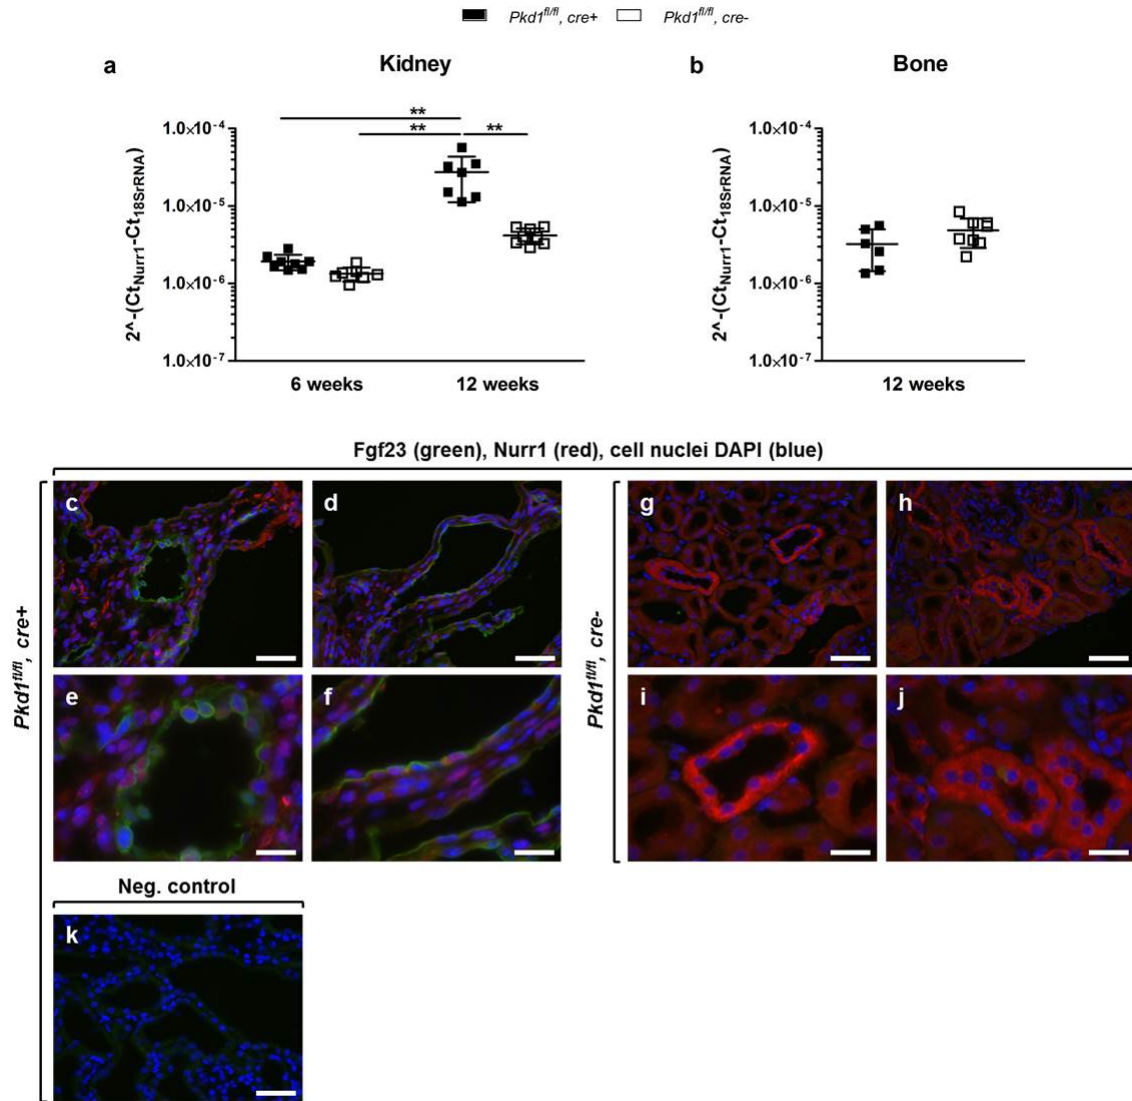 Pkd1fl/fl, cre+ Pkd1fl/fl, cre-
a Kidney
b Bone
**
** **
1.0×10-4
1.0×10-5
1.0×10-6
1.0×10-7
2^-(CtNurr1-Ct18SrRNA)
6 weeks 12 weeks
1.0×10-4
1.0×10-5
1.0×10-6
1.0×10-7
2^-(CtNurr1-Ct18SrRNA)
12 weeks
Fgf23 (green), Nurr1 (red), cell nuclei DAPI (blue)
Pkd1fl/fl, cre+
c d
e f
Pkd1fl/fl, cre-
g h
i j
Neg. control
k